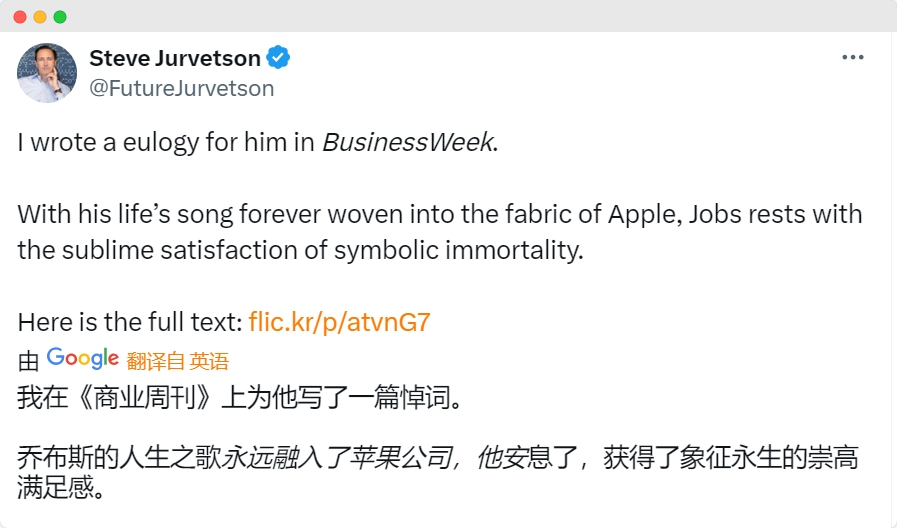 Steve Jurvetson
@FutureJurvetson
I wrote a eulogy for him in BusinessWeek.
With his life’s song forever woven into the fabric of Apple, Jobs rests with
the sublime satisfaction of symbolic immortality.
Here is the full text: flic.kr/p/atvnG7
由 Google 翻译自 英语
我在《商业周刊》上为他写了一篇悼词。
乔布斯的人生之歌永远融入了苹果公司，他安息了，获得了象征永生的崇高
满足感。